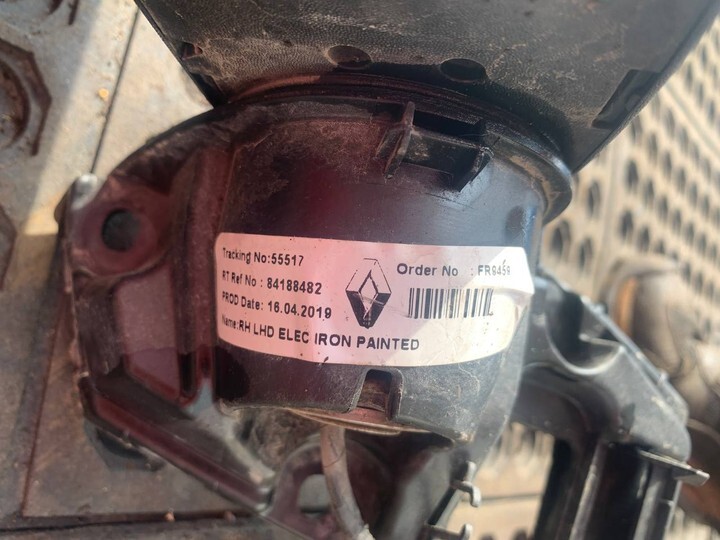 Tracking No:55517
RT Ref No : 84188482
PROD Date: 16.04.2019
Name:RH LHD ELEC IRON PAINTED
Order No : FR9459